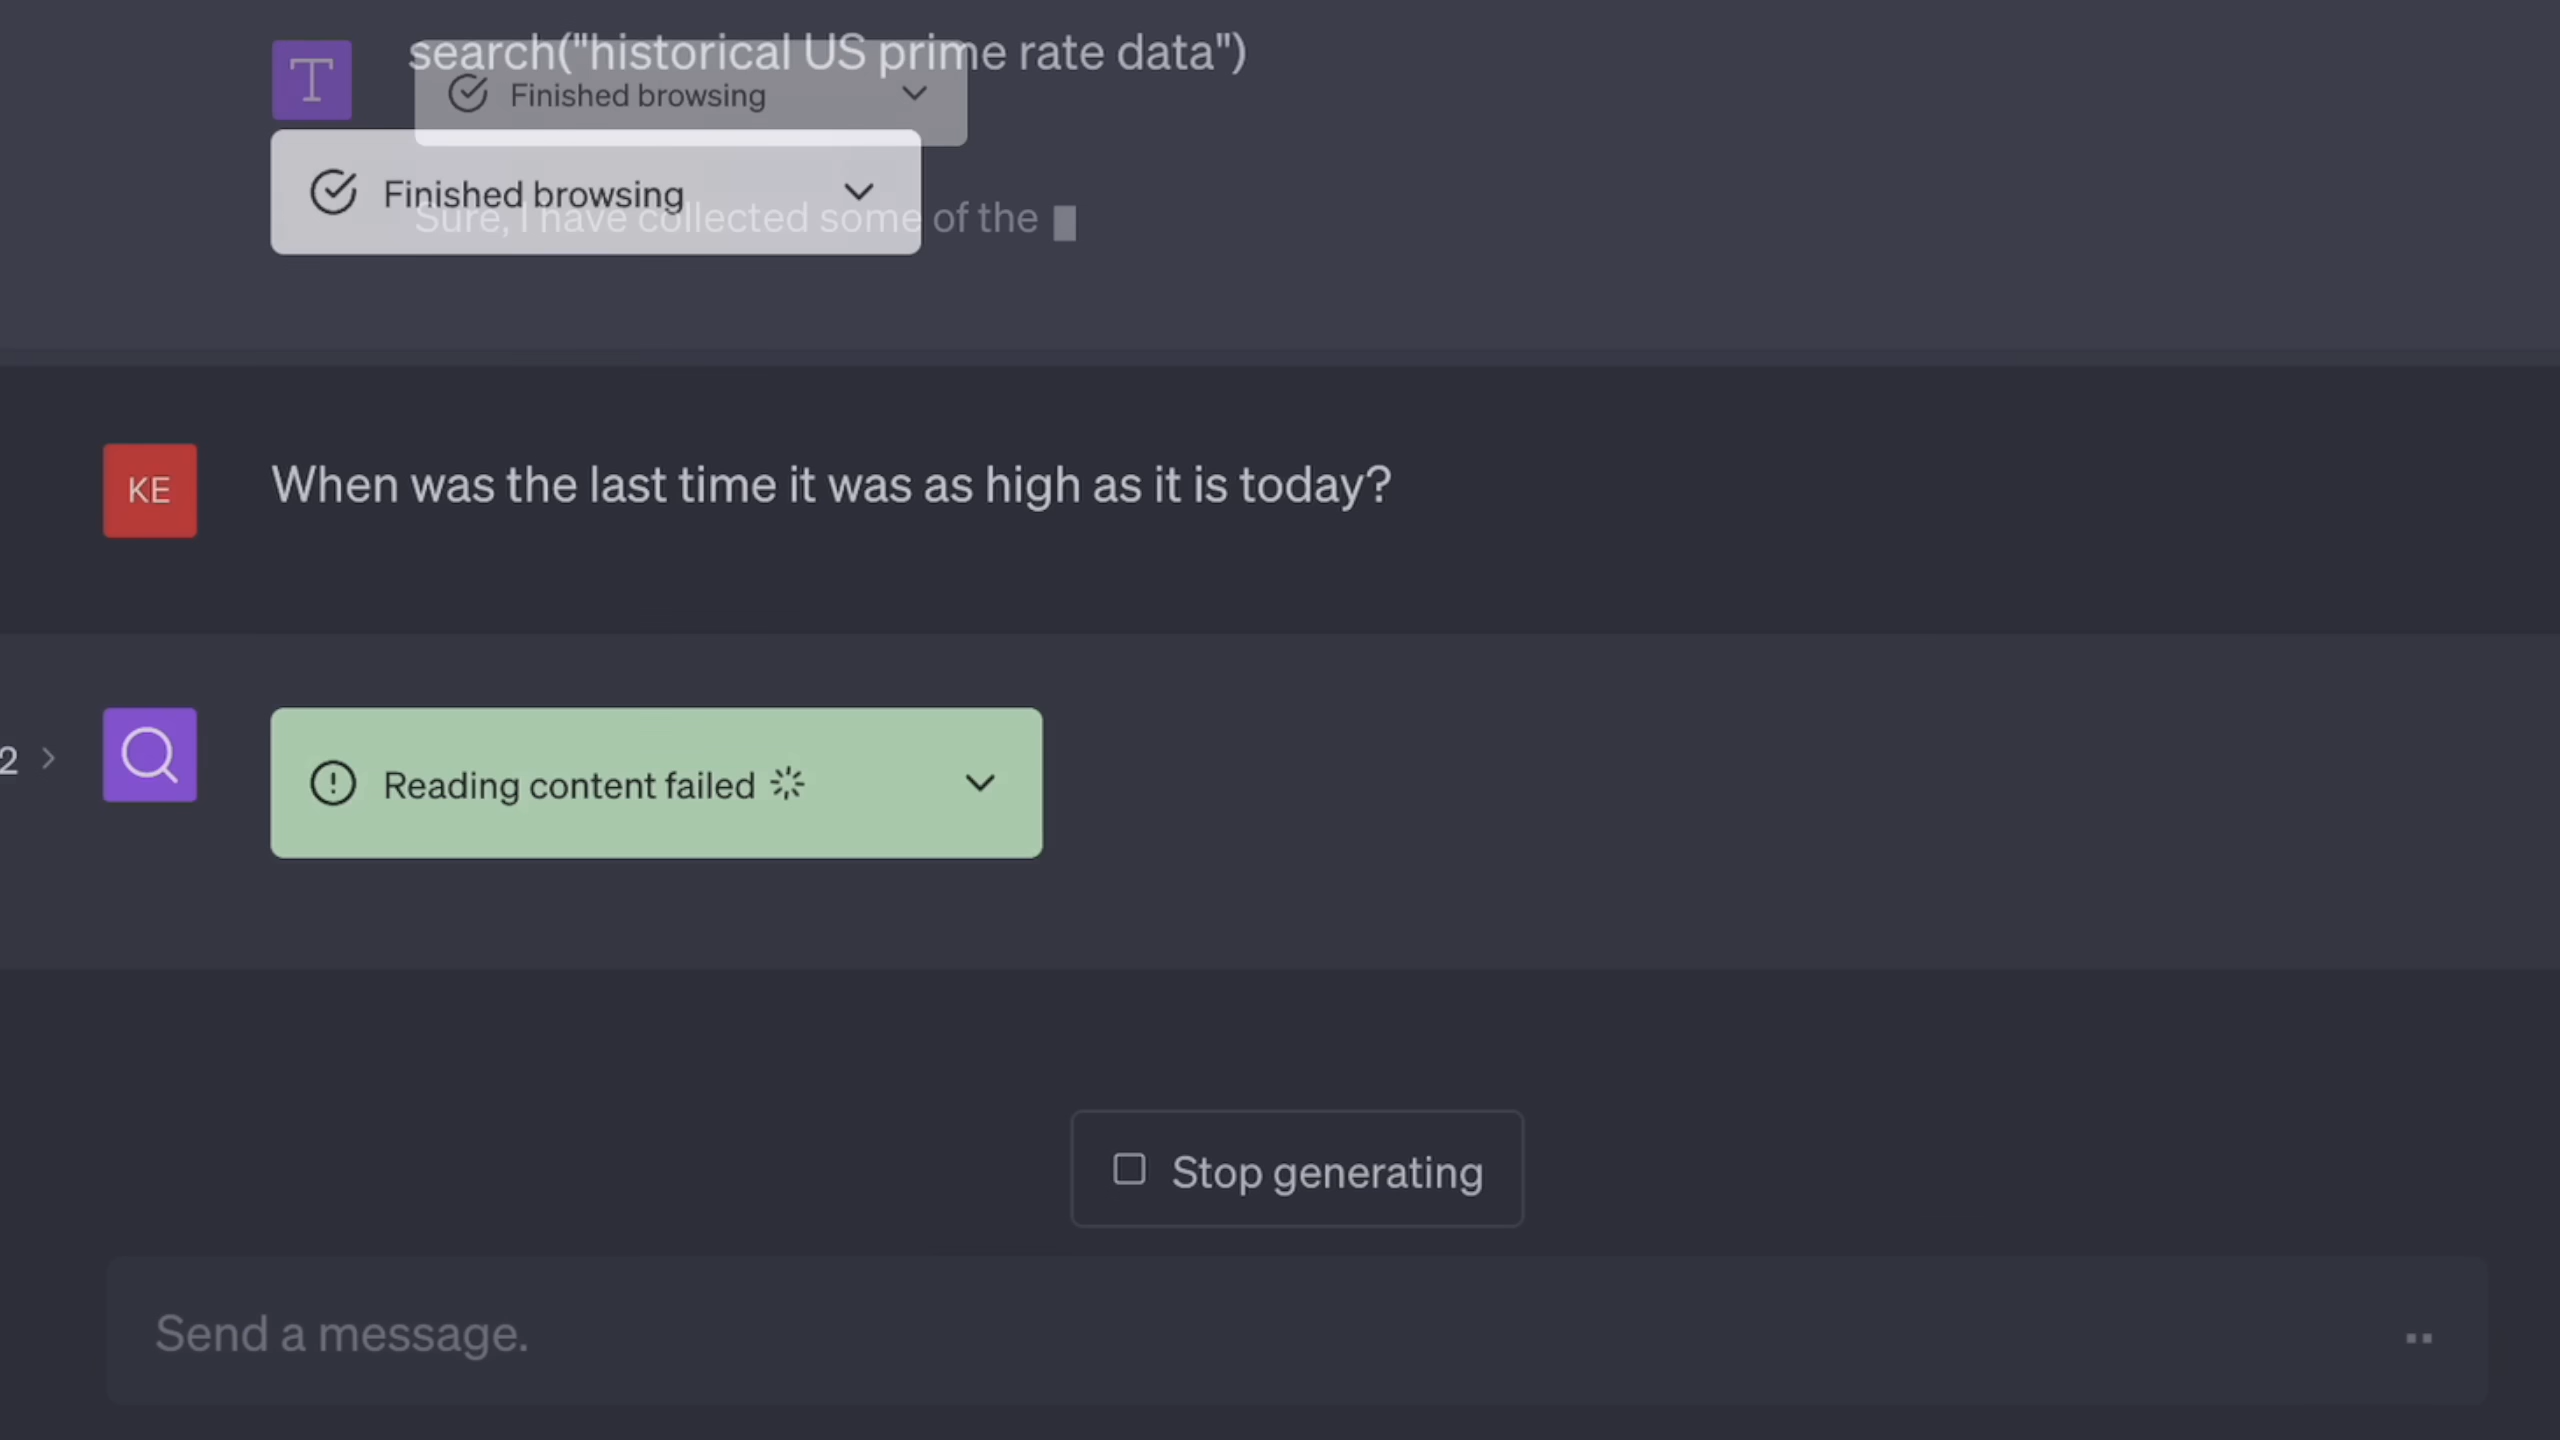 search("historical US prime rate data")
T
Finished browsing
Finished browsing
Sure, I have collected some of the
KE
When was the last time it was as high as it is today?
2 >
Reading content failed
Stop generating
Send a message.